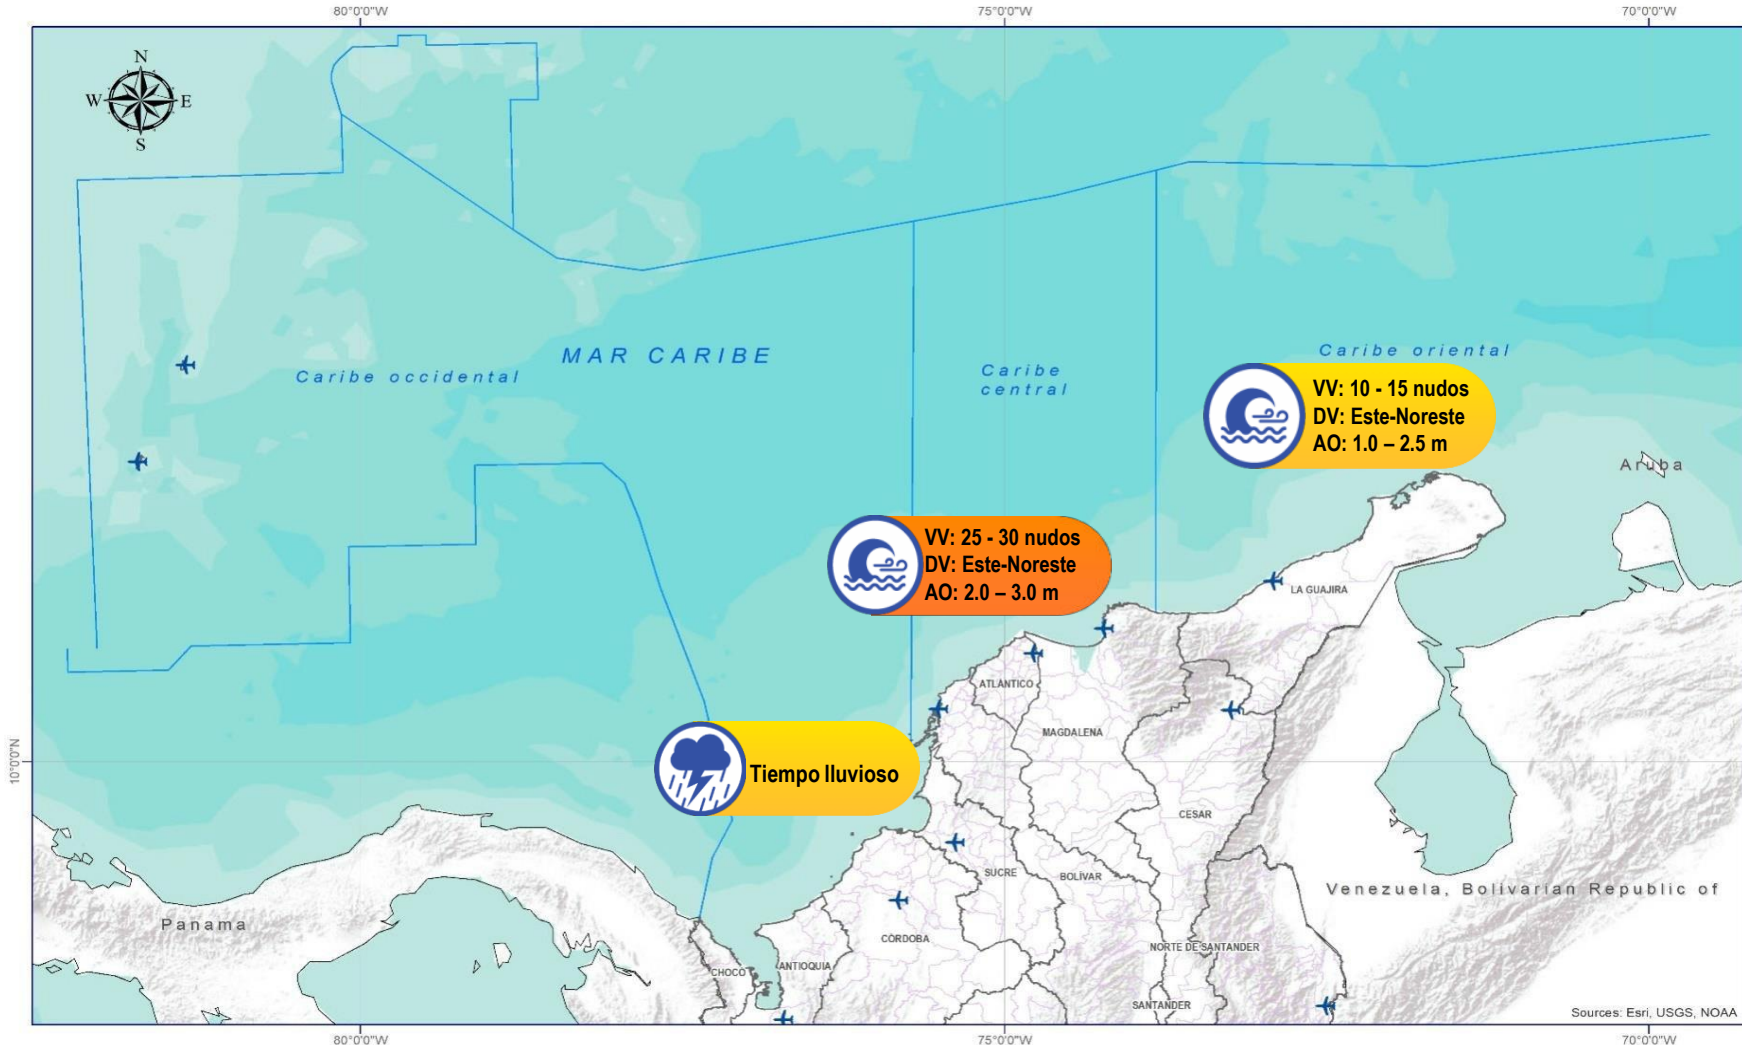 80°0'0"W
75°0'0"W
70°0'0"W
N
W
E
S
MAR CARIBE
Caribe occidental
Caribe
central
Caribe oriental
VV: 10 - 15 nudos
DV: Este-Noreste
AO: 1.0 – 2.5 m
Aruba
VV: 25 - 30 nudos
DV: Este-Noreste
AO: 2.0 – 3.0 m
LA GUAJIRA
ATLÁNTICO
MAGDALENA
10°0'0"N
Tiempo lluvioso
CESAR
SUCRE
BOLÍVAR
Venezuela, Bolivarian Republic of
Panama
CÓRDOBA
NORTE DE SANTANDER
CHOCÓ
ANTIOQUIA
SANTANDER
Sources: Esri, USGS, NOAA
80°0'0"W
75°0'0"W
70°0'0"W